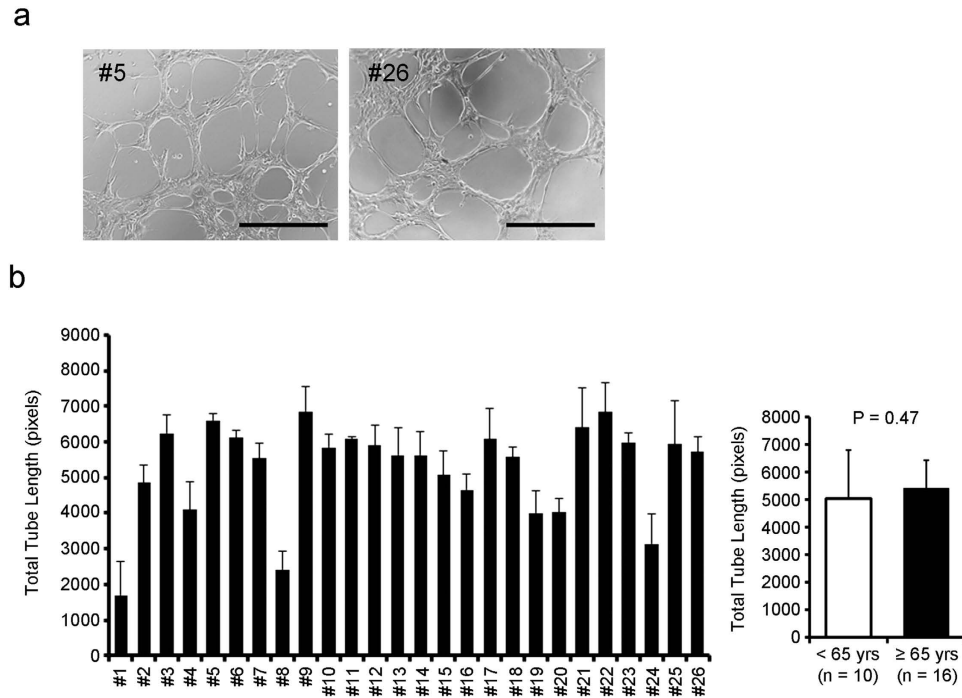 a
#5
#26
b
Total Tube Length (pixels)
9000
8000
7000
6000
5000
4000
3000
2000
1000
0
#1 #2 #3 #4 #5 #6 #7 #8 #9 #10 #11 #12 #13 #14 #15 #16 #17 #18 #19 #20 #21 #22 #23 #24 #25 #26
Total Tube Length (pixels)
8000
7000
6000
5000
4000
3000
2000
1000
0
P = 0.47
< 65 yrs ≥ 65 yrs
(n = 10) (n = 16)